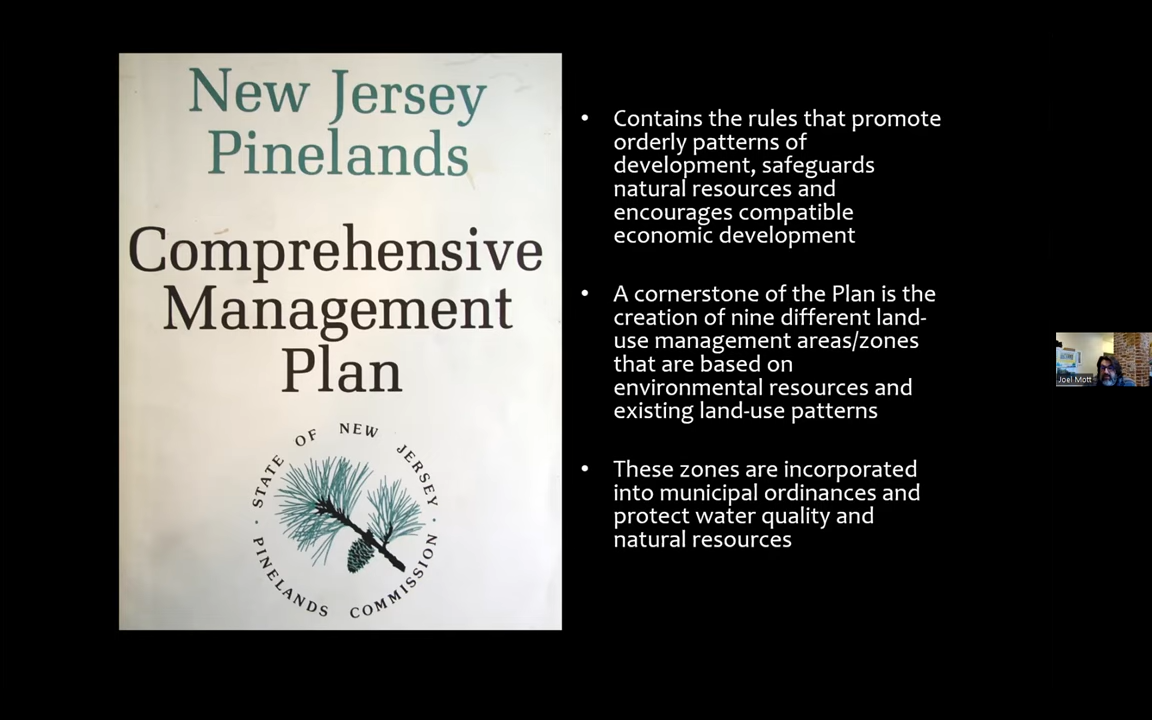 New Jersey
Pinelands
Comprehensive
Management
Plan
STATE OF NEW JERSEY
PINELANDS COMMISSION
• Contains the rules that promote
orderly patterns of
development, safeguards
natural resources and
encourages compatible
economic development
• A cornerstone of the Plan is the
creation of nine different land-
use management areas/zones
that are based on
environmental resources and
existing land-use patterns
• These zones are incorporated
into municipal ordinances and
protect water quality and
natural resources
Joel Mott